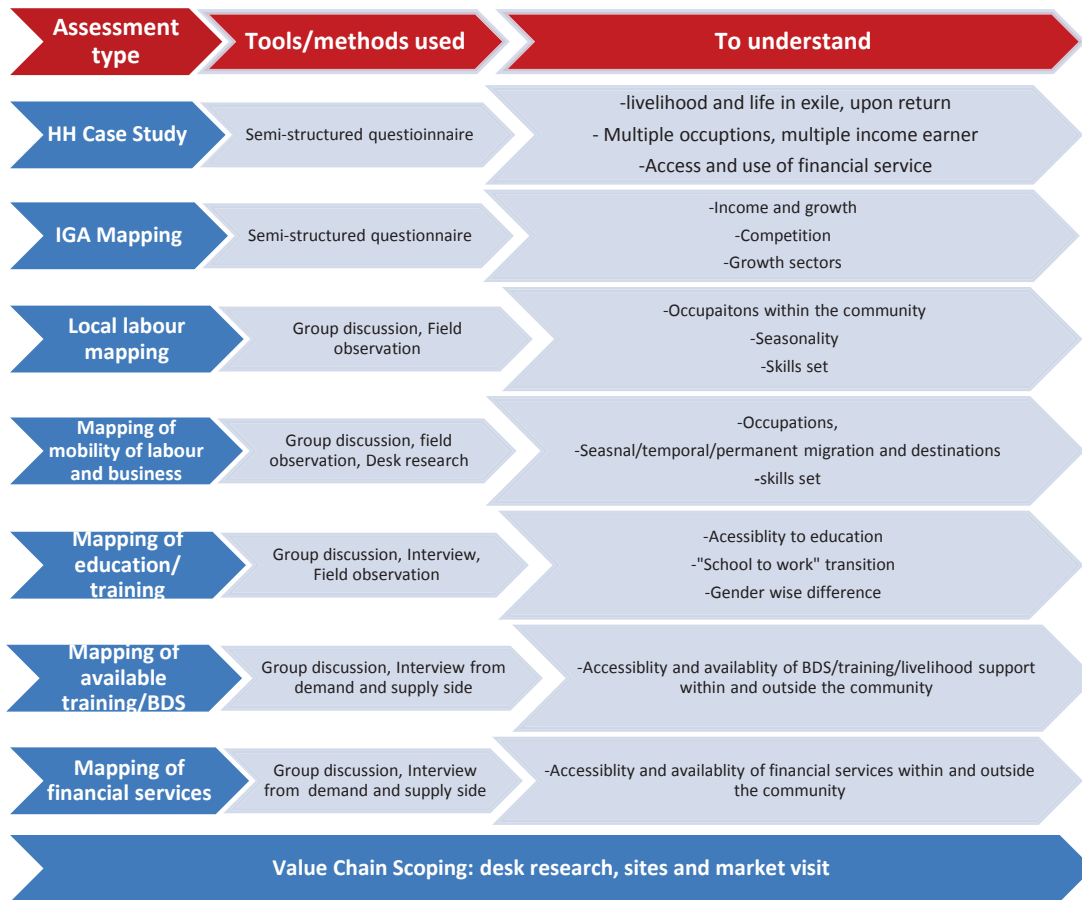 Assessment
type
Tools/methods used
To understand
HH Case Study
Semi-structured questioinnaire
-livelihood and life in exile, upon return
- Multiple occuptions, multiple income earner
-Access and use of financial service
IGA Mapping
Semi-structured questionnaire
-Income and growth
-Competition
-Growth sectors
Local labour
mapping
Group discussion, Field
observation
-Occupaitons within the community
-Seasonality
-Skills set
Mapping of
mobility of labour
and business
Group discussion, field
observation, Desk research
-Occupations,
-Seasnal/temporal/permanent migration and destinations
-skills set
Mapping of
education/
training
Group discussion, Interview,
Field observation
-Acessiblity to education
-"School to work" transition
-Gender wise difference
Mapping of
available
training/BDS
Group discussion, Interview from
demand and supply side
-Accessiblity and availablity of BDS/training/livelihood support
within and outside the community
Mapping of
financial services
Group discussion, Interview
from demand and supply side
-Accessiblity and availablity of financial services within and outside
the community
Value Chain Scoping: desk research, sites and market visit